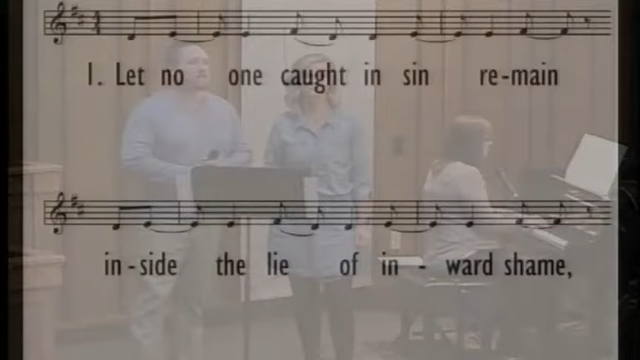 1. Let no one caught in sin re-main
in-side the lie of in - ward shame,